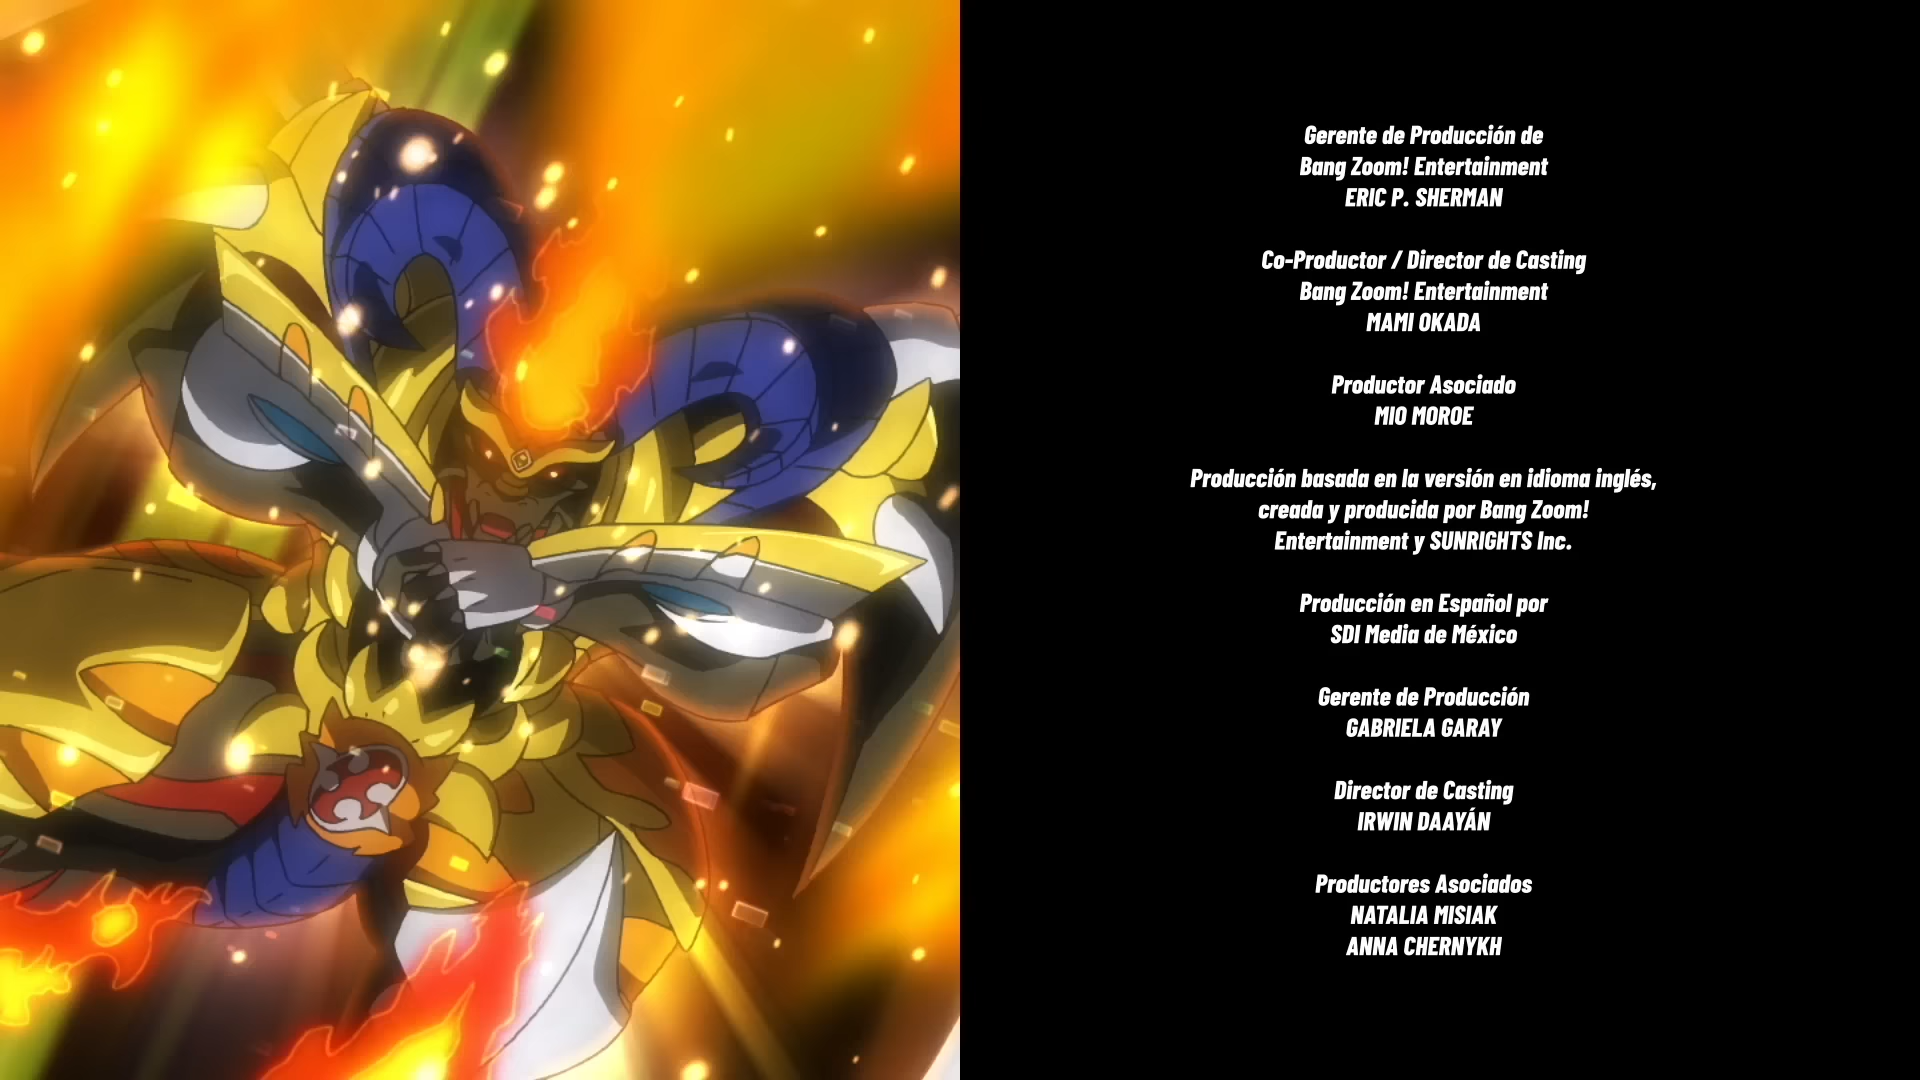 Gerente de Producción de
Bang Zoom! Entertainment
ERIC P. SHERMAN
Co-Productor / Director de Casting
Bang Zoom! Entertainment
MAMI OKADA
Productor Asociado
MIO MOROE
Producción basada en la versión en idioma inglés,
creada y producida por Bang Zoom!
Entertainment y SUNRIGHTS Inc.
Producción en Español por
SDI Media de México
Gerente de Producción
GABRIELA GARAY
Director de Casting
IRWIN DAAYÁN
Productores Asociados
NATALIA MISIAK
ANNA CHERNYKH